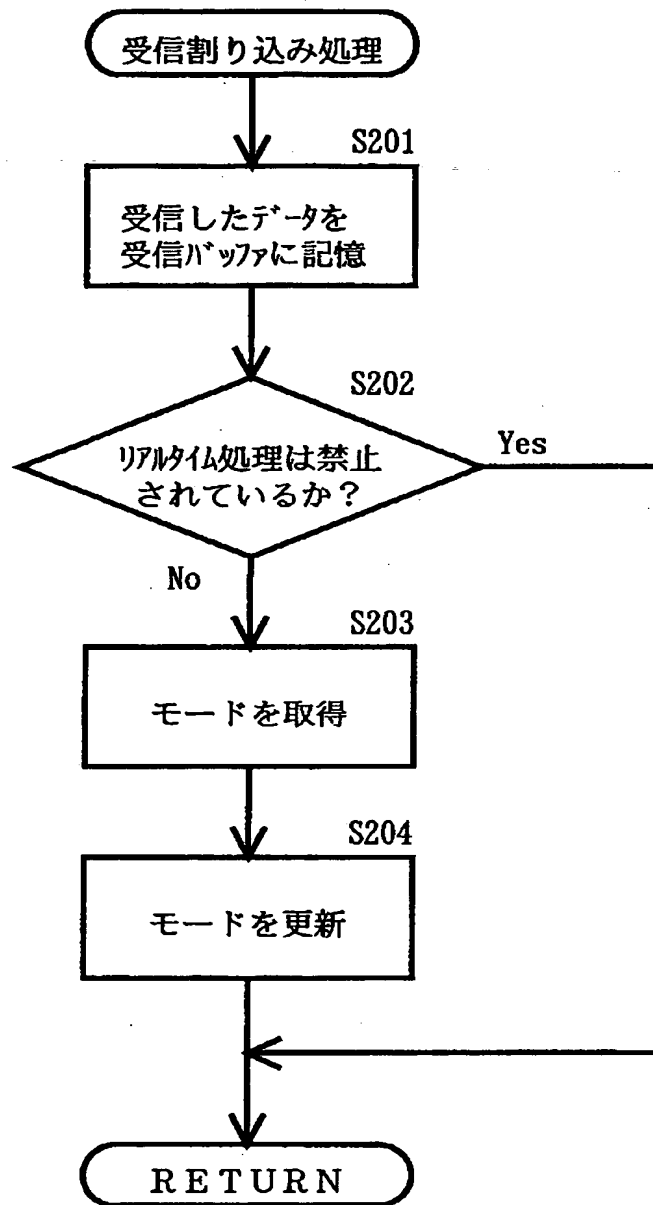 受信割り込み処理
S201
受信したﾃﾞｰﾀを
受信ﾊﾞｯﾌｧに記憶
S202
ﾘｱﾙﾀｲﾑ処理は禁止
されているか？
Yes
No
S203
モードを取得
S204
モードを更新
ＲＥＴＵＲＮ